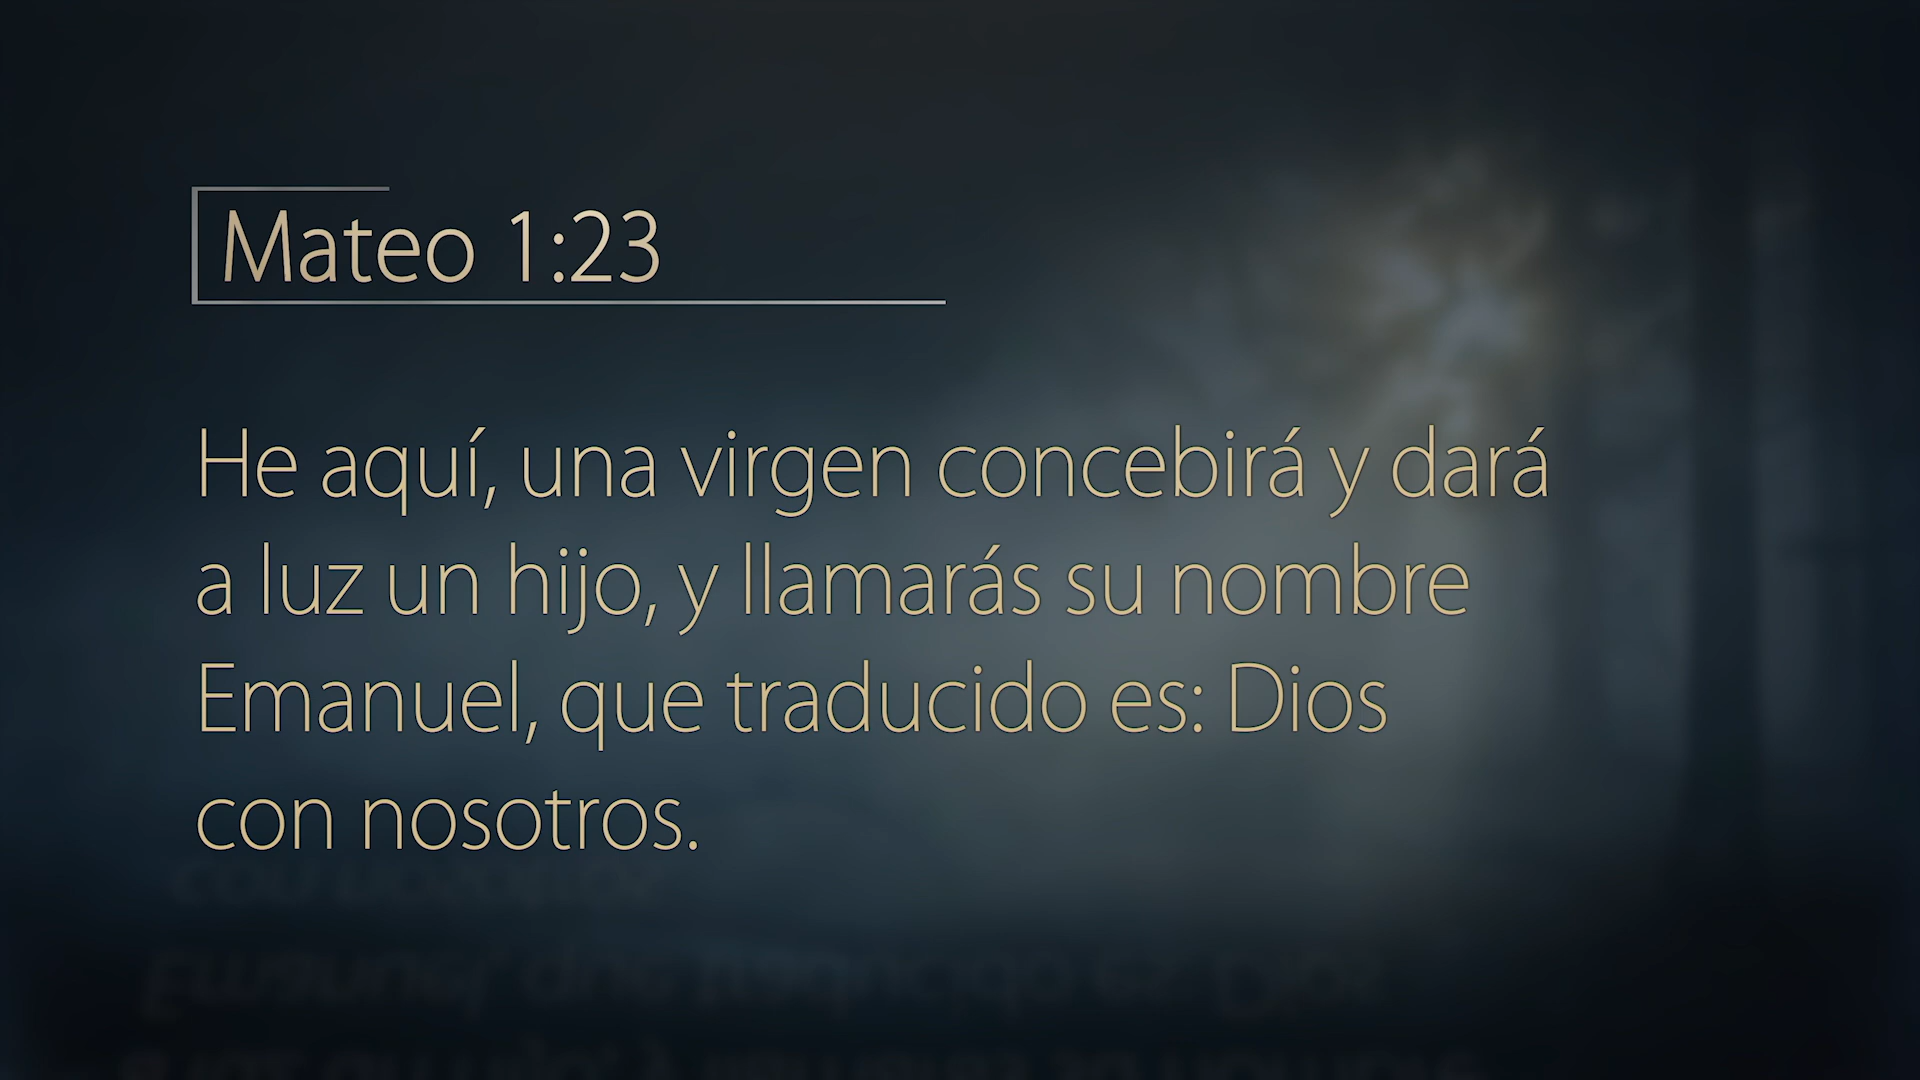 Mateo 1:23
He aquí, una virgen concebirá y dará
a luz un hijo, y llamarás su nombre
Emanuel, que traducido es: Dios
con nosotros.